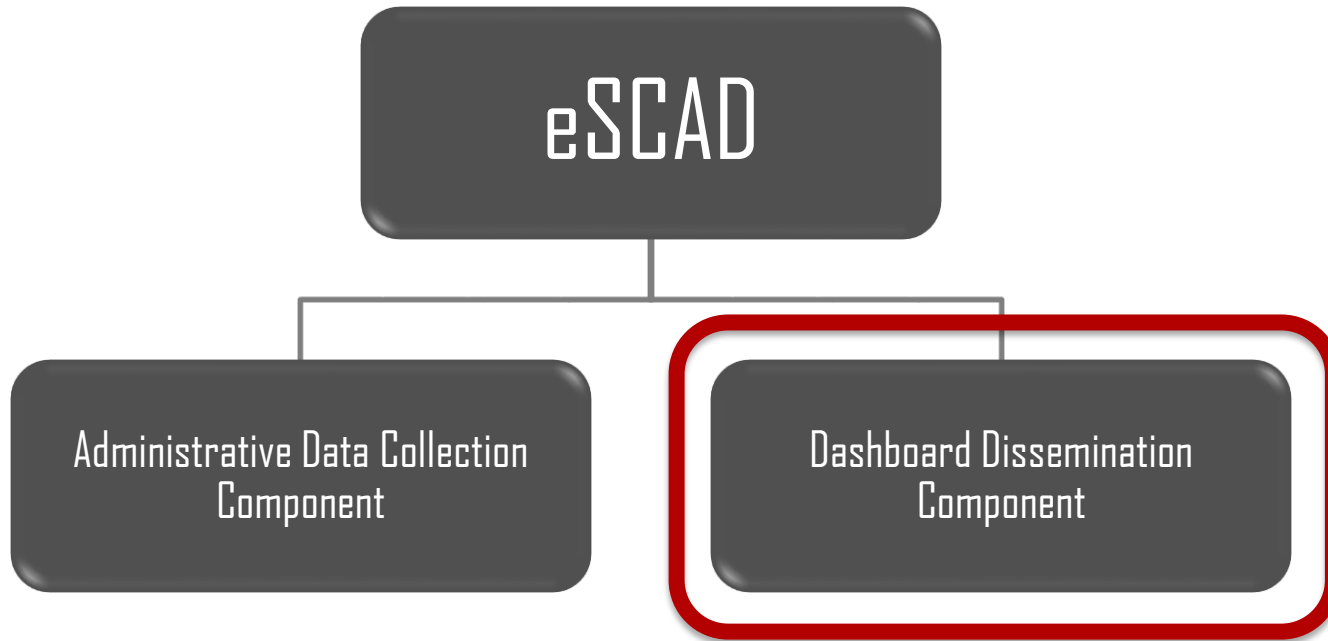 eSCAD
Administrative Data Collection
Component
Dashboard Dissemination
Component